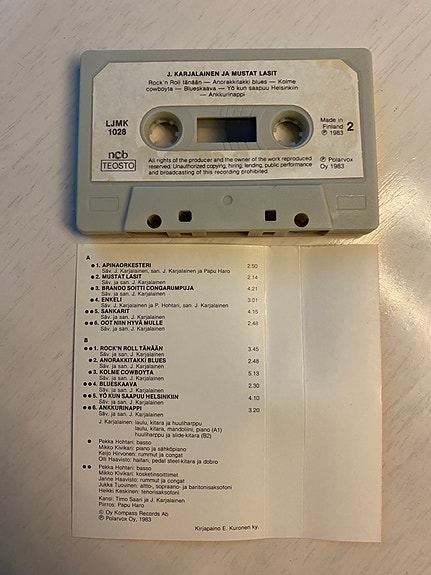 J. KARJALAINEN JA MUSTAT LASIT
Rock'n Roll tänään — Anorakkitakki blues — Kolme
cowboyta — Blueskaava — Yö kun saapuu Helsinkiin
— Ankkurinappi
LJMK
1028
Made in
Finland
℗ 1983
2
ncb
TEOSTO
All rights of the producer and the owner of the work reproduced
reserved. Unauthorized copying, hiring, lending, public performance
and broadcasting of this recording prohibited.
℗ Polarvox
Oy 1983
A
●1. APINAORKESTERI 2.50
Säv. J. Karjalainen, san. J. Karjalainen ja Papu Haro
●2. MUSTAT LASIT 2.14
Säv. ja san. J. Karjalainen
●3. BRANDO SOITTI CONGARUMPUJA 4.21
Säv. ja san. J. Karjalainen
●4. ENKELI 3.01
Säv. J. Karjalainen ja P. Hohtari, san. J. Karjalainen
●●5. SANKARIT 4.15
Säv. ja san. J. Karjalainen
●●6. OOT NIIN HYVÄ MULLE 2.48
Säv. ja san. J. Karjalainen
B
●●1. ROCK'N ROLL TÄNÄÄN 3.45
Säv. ja san. J. Karjalainen
●2. ANORAKKITAKKI BLUES 2.48
Säv. ja san. J. Karjalainen
●3. KOLME COWBOYTA 5.13
Säv. ja san. J. Karjalainen
●●4. BLUESKAAVA 2.30
Säv. ja san. J. Karjalainen
●●5. YÖ KUN SAAPUU HELSINKIIN 4.10
Säv. ja san. J. Karjalainen
●●6. ANKKURINAPPI 3.20
Säv. ja san. J. Karjalainen
J. Karjalainen: laulu, kitara ja huuliharppu
laulu, kitara, mandoliini, piano (A1)
huuliharppu ja slide-kitara (B2)
● Pekka Hohtari: basso
Mikko Kivikari: piano ja sähköpiano
Keijo Hirvonen: rummut ja congat
Olli Haavisto: haitari, pedal steel-kitara ja dobro
●● Pekka Hohtari: basso
Mikko Kivikari: kosketinsoittimet
Janne Haavisto: rummut ja congat
Jukka Tuovinen: altto-, sopraano- ja baritonisaksofoni
Heikki Keskinen: tenorisaksofoni
Kansi: Timo Saari ja J. Karjalainen
Piirros: Papu Haro
© Oy Kompass Records Ab
℗ Polarvox Oy, 1983
Kirjapaino E. Kuronen ky.